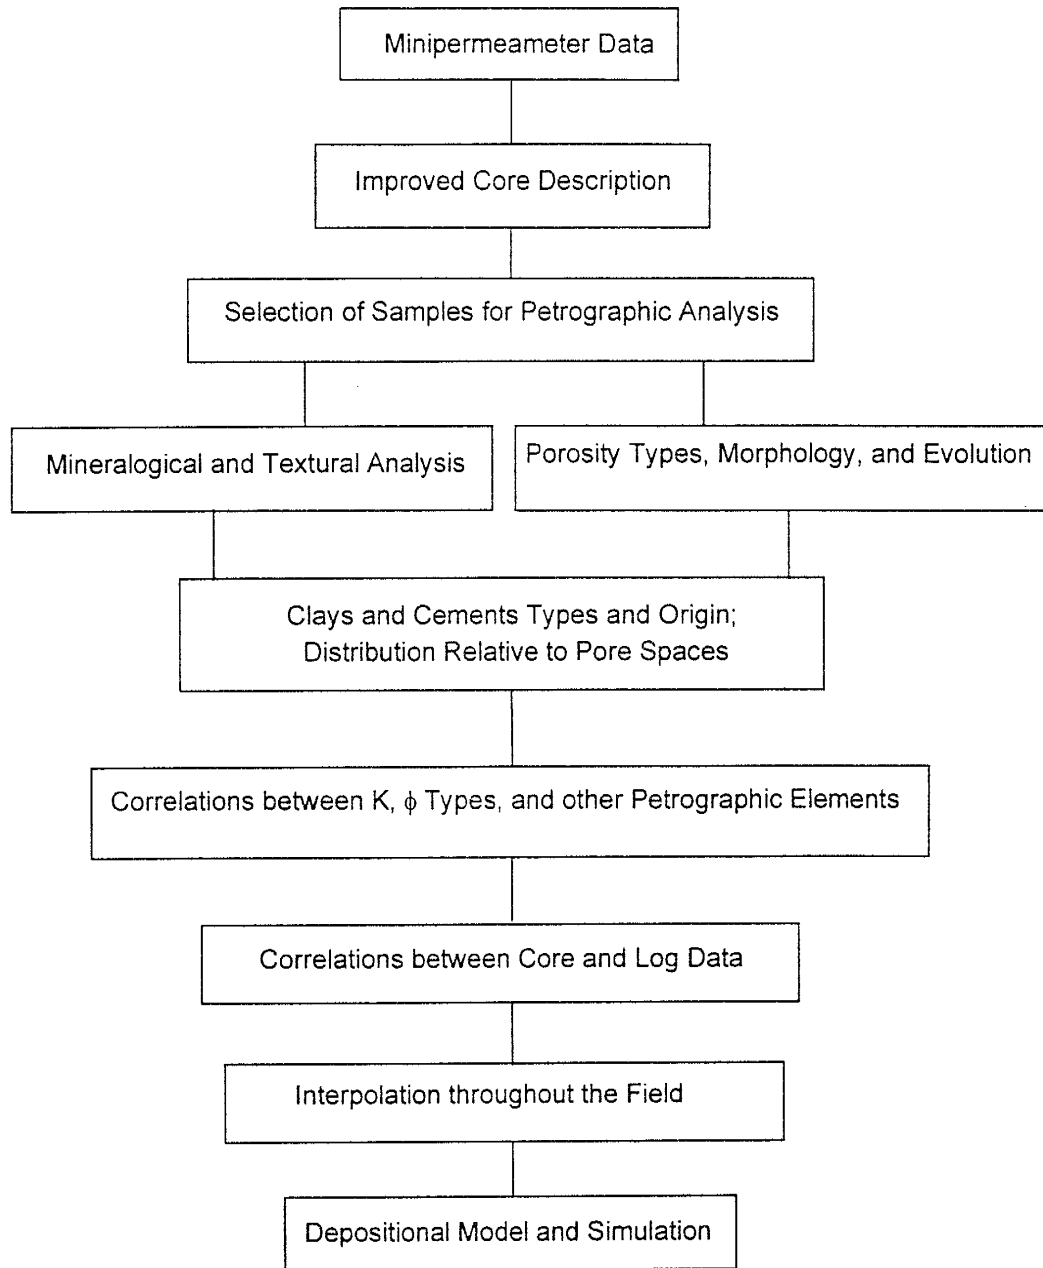 Minipermeameter Data
Improved Core Description
Selection of Samples for Petrographic Analysis
Mineralogical and Textural Analysis
Porosity Types, Morphology, and Evolution
Clays and Cements Types and Origin;
Distribution Relative to Pore Spaces
Correlations between K, ϕ Types, and other Petrographic Elements
Correlations between Core and Log Data
Interpolation throughout the Field
Depositional Model and Simulation